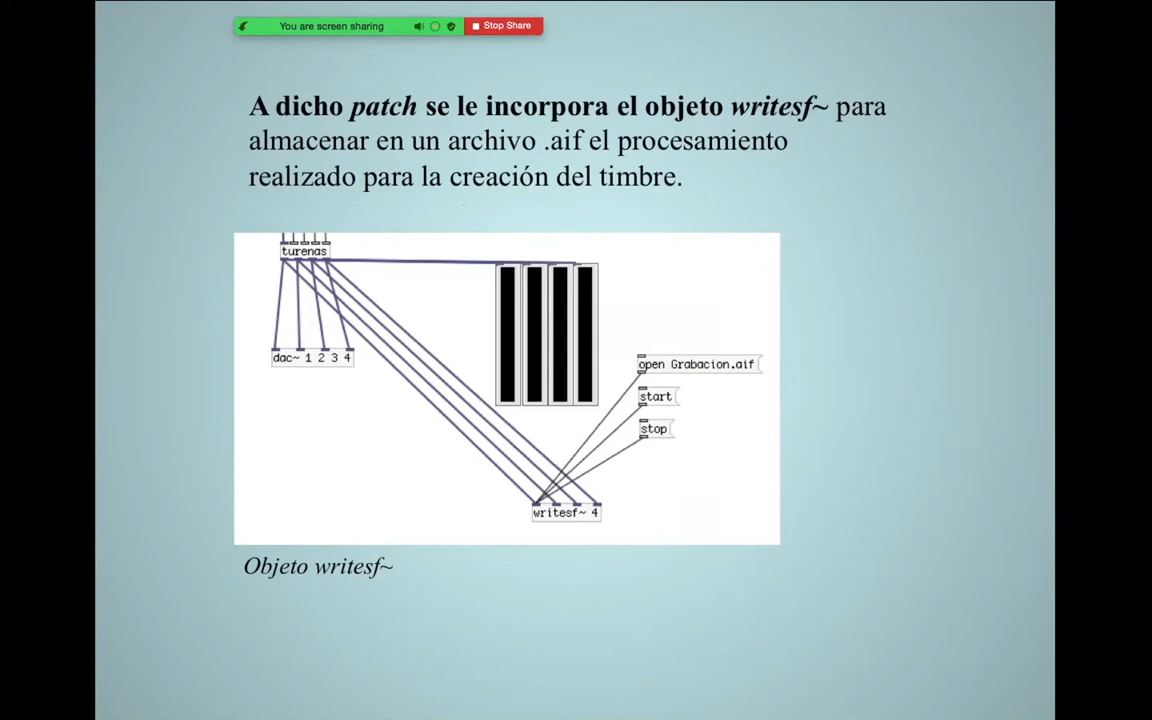 You are screen sharing
Stop Share
A dicho patch se le incorpora el objeto writesf~ para
almacenar en un archivo .aif el procesamiento
realizado para la creación del timbre.
turenas
dac~ 1 2 3 4
open Grabacion.aif
start
stop
writesf~ 4
Objeto writesf~